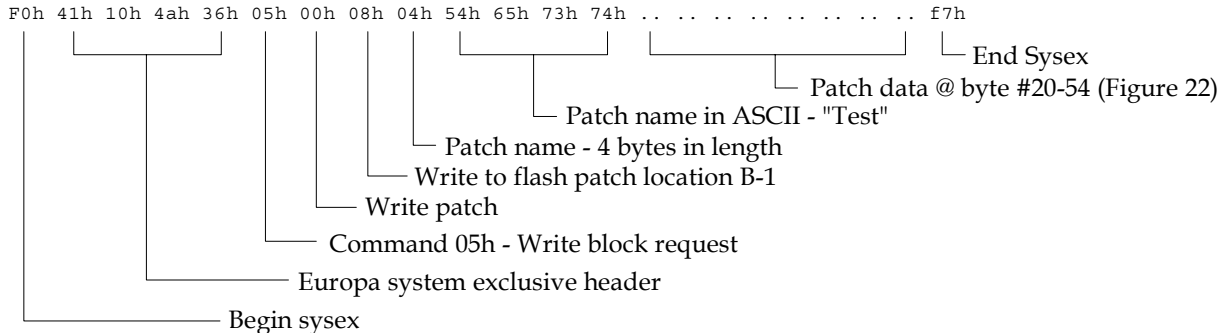 F0h 41h 10h 4ah 36h 05h 00h 08h 04h 54h 65h 73h 74h .. .. .. .. .. .. .. .. f7h
End Sysex
Patch data @ byte #20-54 (Figure 22)
Patch name in ASCII - "Test"
Patch name - 4 bytes in length
Write to flash patch location B-1
Write patch
Command 05h - Write block request
Europa system exclusive header
Begin sysex